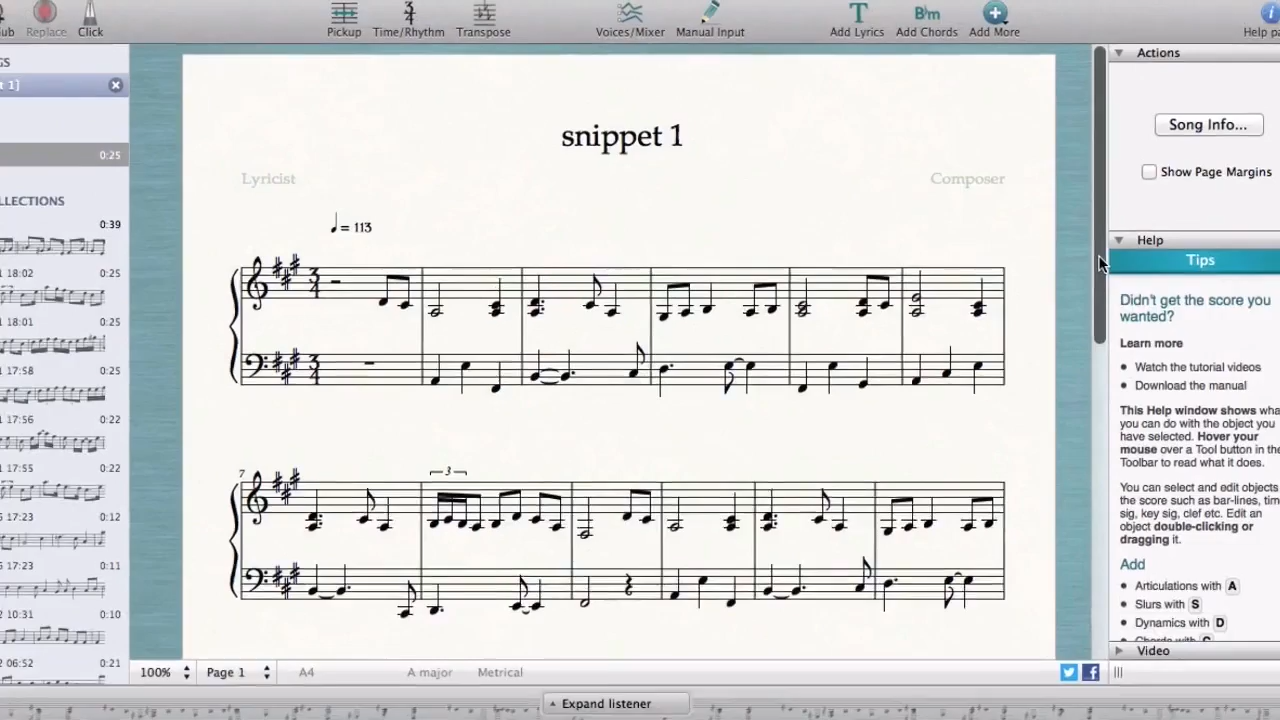 Replace Click Pickup Time/Rhythm Transpose Voices/Mixer Manual Input Add Lyrics Add Chords Add More
3
4
B♭m
0:25
0:39
18:02 0:25
18:01 0:25
17:58 0:25
17:56 0:22
17:55 0:22
17:23 0:12
17:23 0:11
10:31 0:10
06:52 0:21
snippet 1
Lyricist Composer
♩= 113
3
4
3
4
7
3
100% Page 1 A4 A major Metrical
Expand listener
Actions
Song Info...
Show Page Margins
Help
Tips
Didn't get the score you
wanted?
Learn more
• Watch the tutorial videos
• Download the manual
This Help window shows
you can do with the object you
have selected. Hover your
mouse over a Tool button in the
Toolbar to read what it does.
You can select and edit objects
the score such as bar-lines,
sig, key sig, clef etc. Edit an
object double-clicking or
dragging it.
Add
• Articulations with A
• Slurs with S
• Dynamics with D
Video